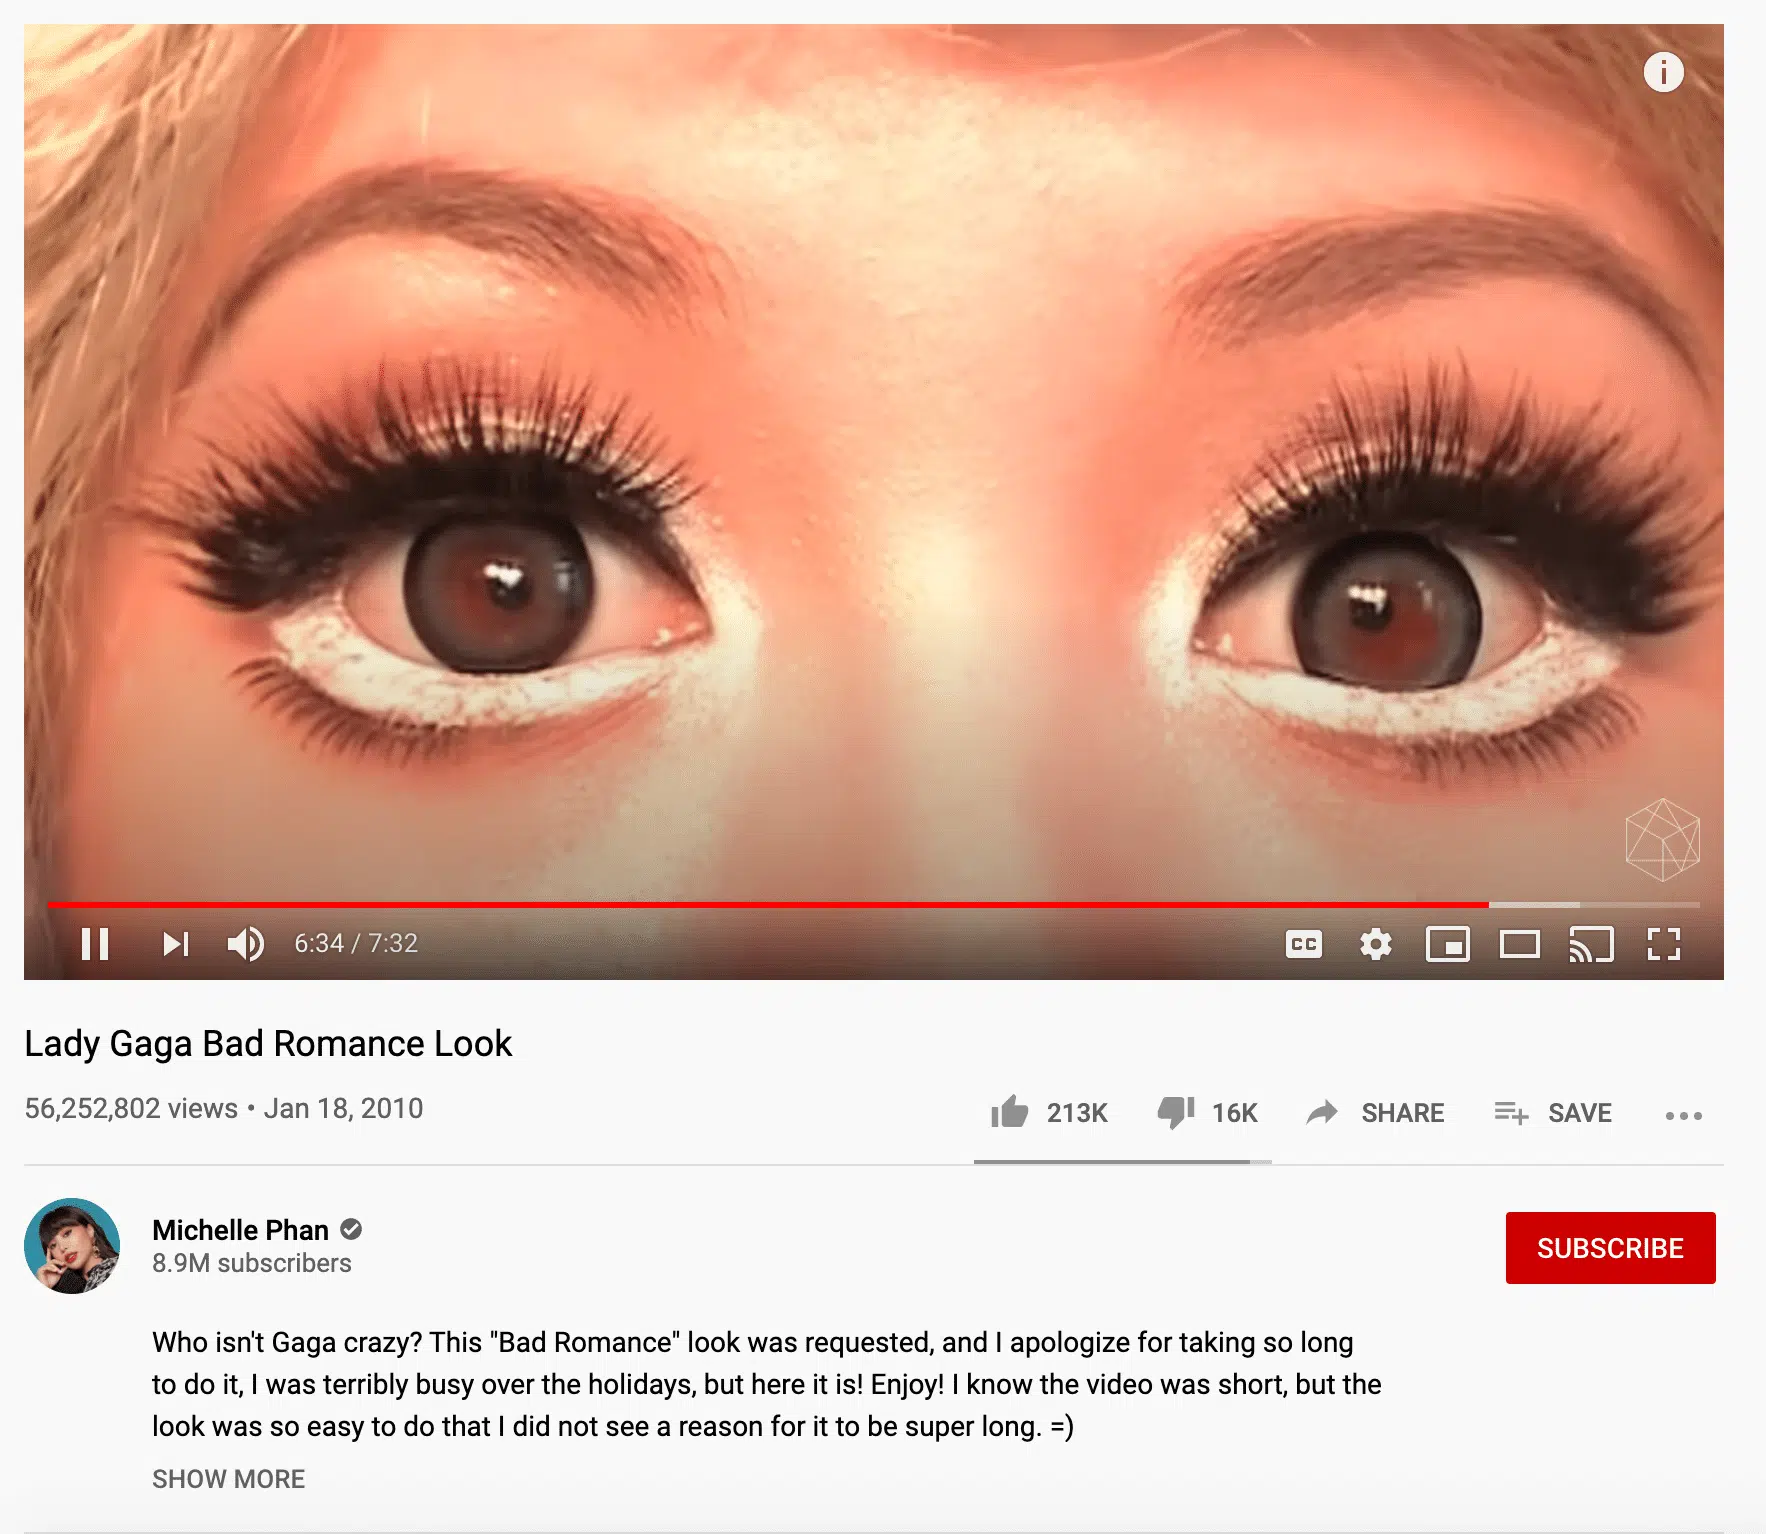 i
6:34 / 7:32
CC
Lady Gaga Bad Romance Look
56,252,802 views • Jan 18, 2010
213K 16K SHARE SAVE
Michelle Phan
8.9M subscribers
SUBSCRIBE
Who isn't Gaga crazy? This "Bad Romance" look was requested, and I apologize for taking so long
to do it, I was terribly busy over the holidays, but here it is! Enjoy! I know the video was short, but the
look was so easy to do that I did not see a reason for it to be super long. =)
SHOW MORE